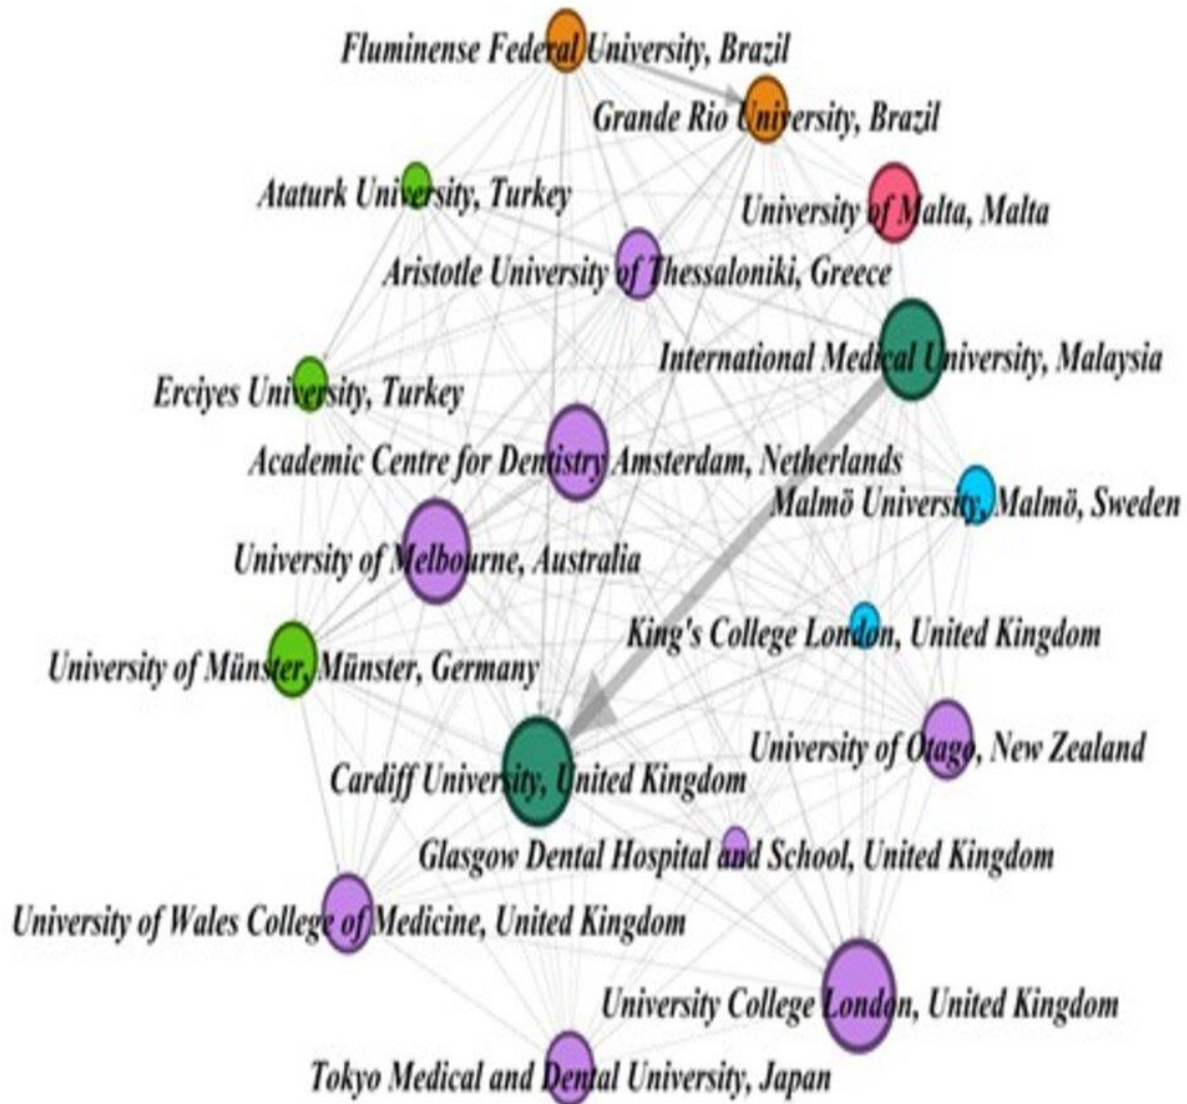 Fluminense Federal University, Brazil
Grande Rio University, Brazil
Ataturk University, Turkey
University of Malta, Malta
Aristotle University of Thessaloniki, Greece
International Medical University, Malaysia
Erciyes University, Turkey
Academic Centre for Dentistry Amsterdam, Netherlands
Malmö University, Malmö, Sweden
University of Melbourne, Australia
King's College London, United Kingdom
University of Münster, Münster, Germany
University of Otago, New Zealand
Cardiff University, United Kingdom
Glasgow Dental Hospital and School, United Kingdom
University of Wales College of Medicine, United Kingdom
University College London, United Kingdom
Tokyo Medical and Dental University, Japan